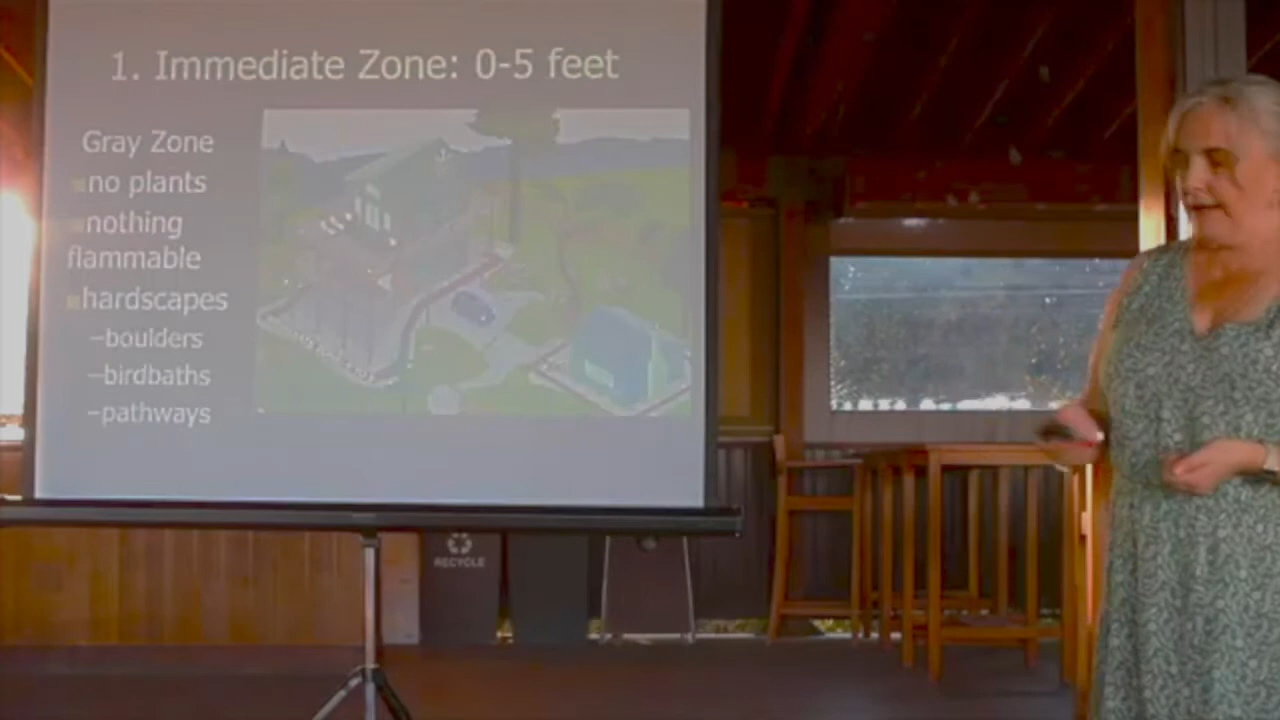 1. Immediate Zone: 0-5 feet
Gray Zone
no plants
nothing
flammable
hardscapes
–boulders
–birdbaths
–pathways
RECYCLE